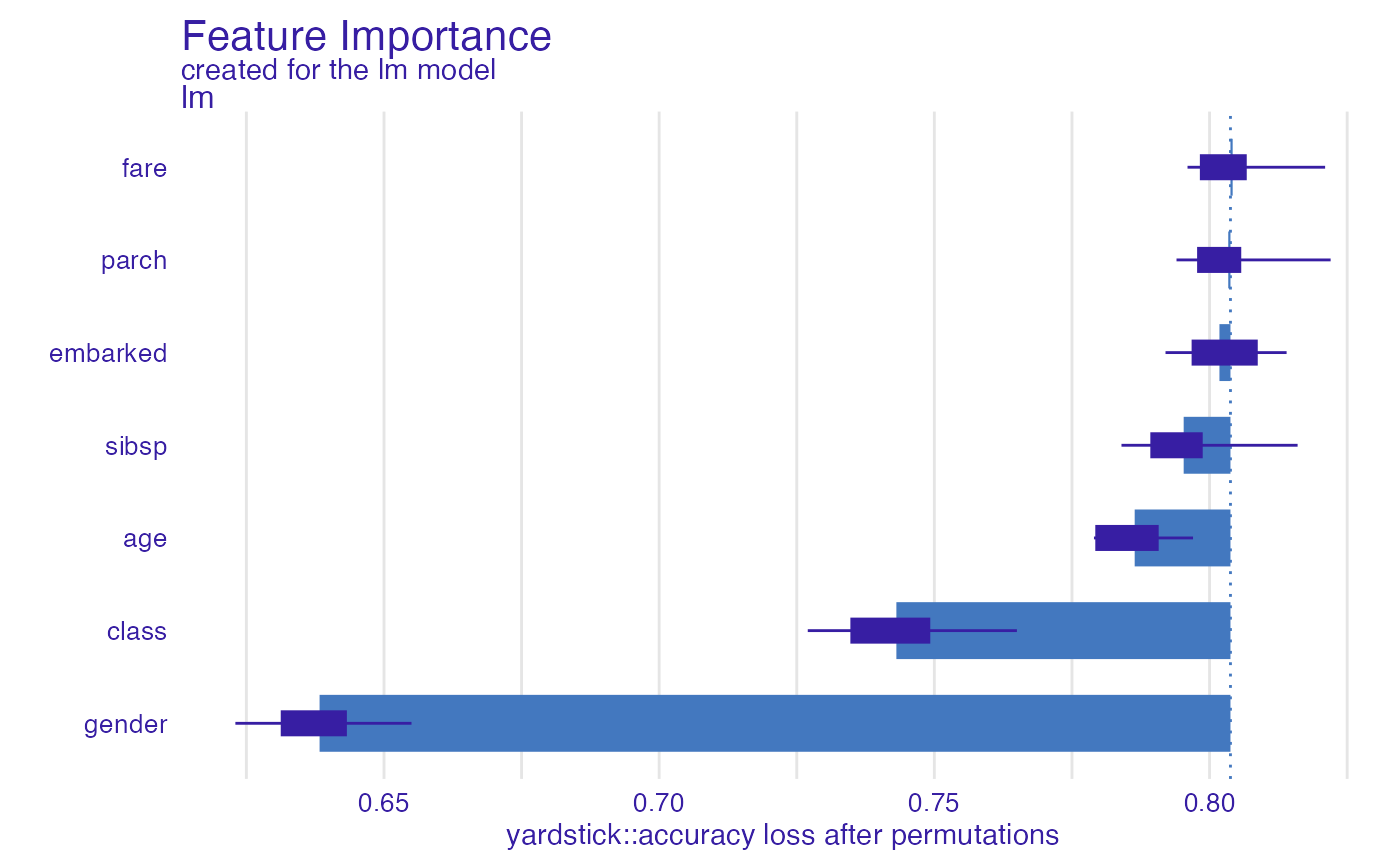 Feature Importance
created for the lm model
lm
fare
parch
embarked
sibsp
age
class
gender
0.65 0.70 0.75 0.80
yardstick::accuracy loss after permutations